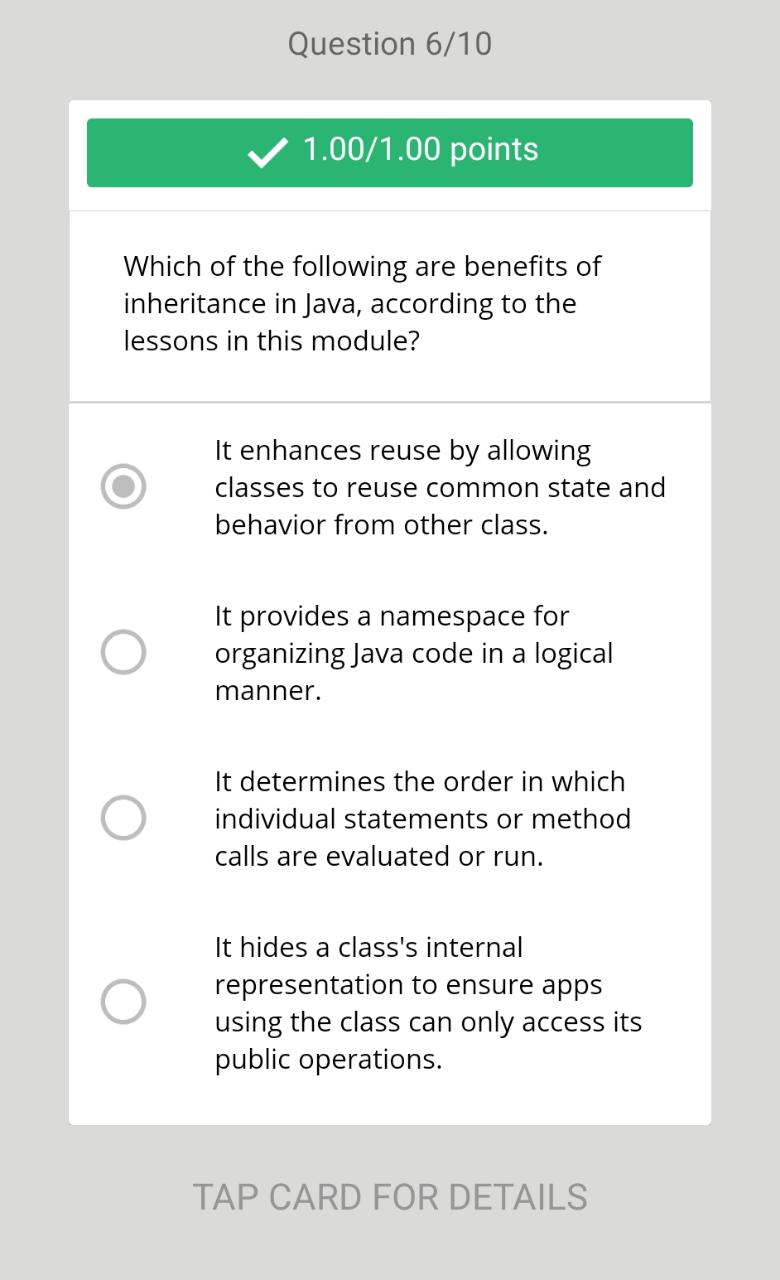 Question 6/10
1.00/1.00 points
Which of the following are benefits of
inheritance in Java, according to the
lessons in this module?
It enhances reuse by allowing
classes to reuse common state and
behavior from other class.
It provides a namespace for
organizing Java code in a logical
manner.
It determines the order in which
individual statements or method
calls are evaluated or run.
It hides a class's internal
representation to ensure apps
using the class can only access its
public operations.
TAP CARD FOR DETAILS